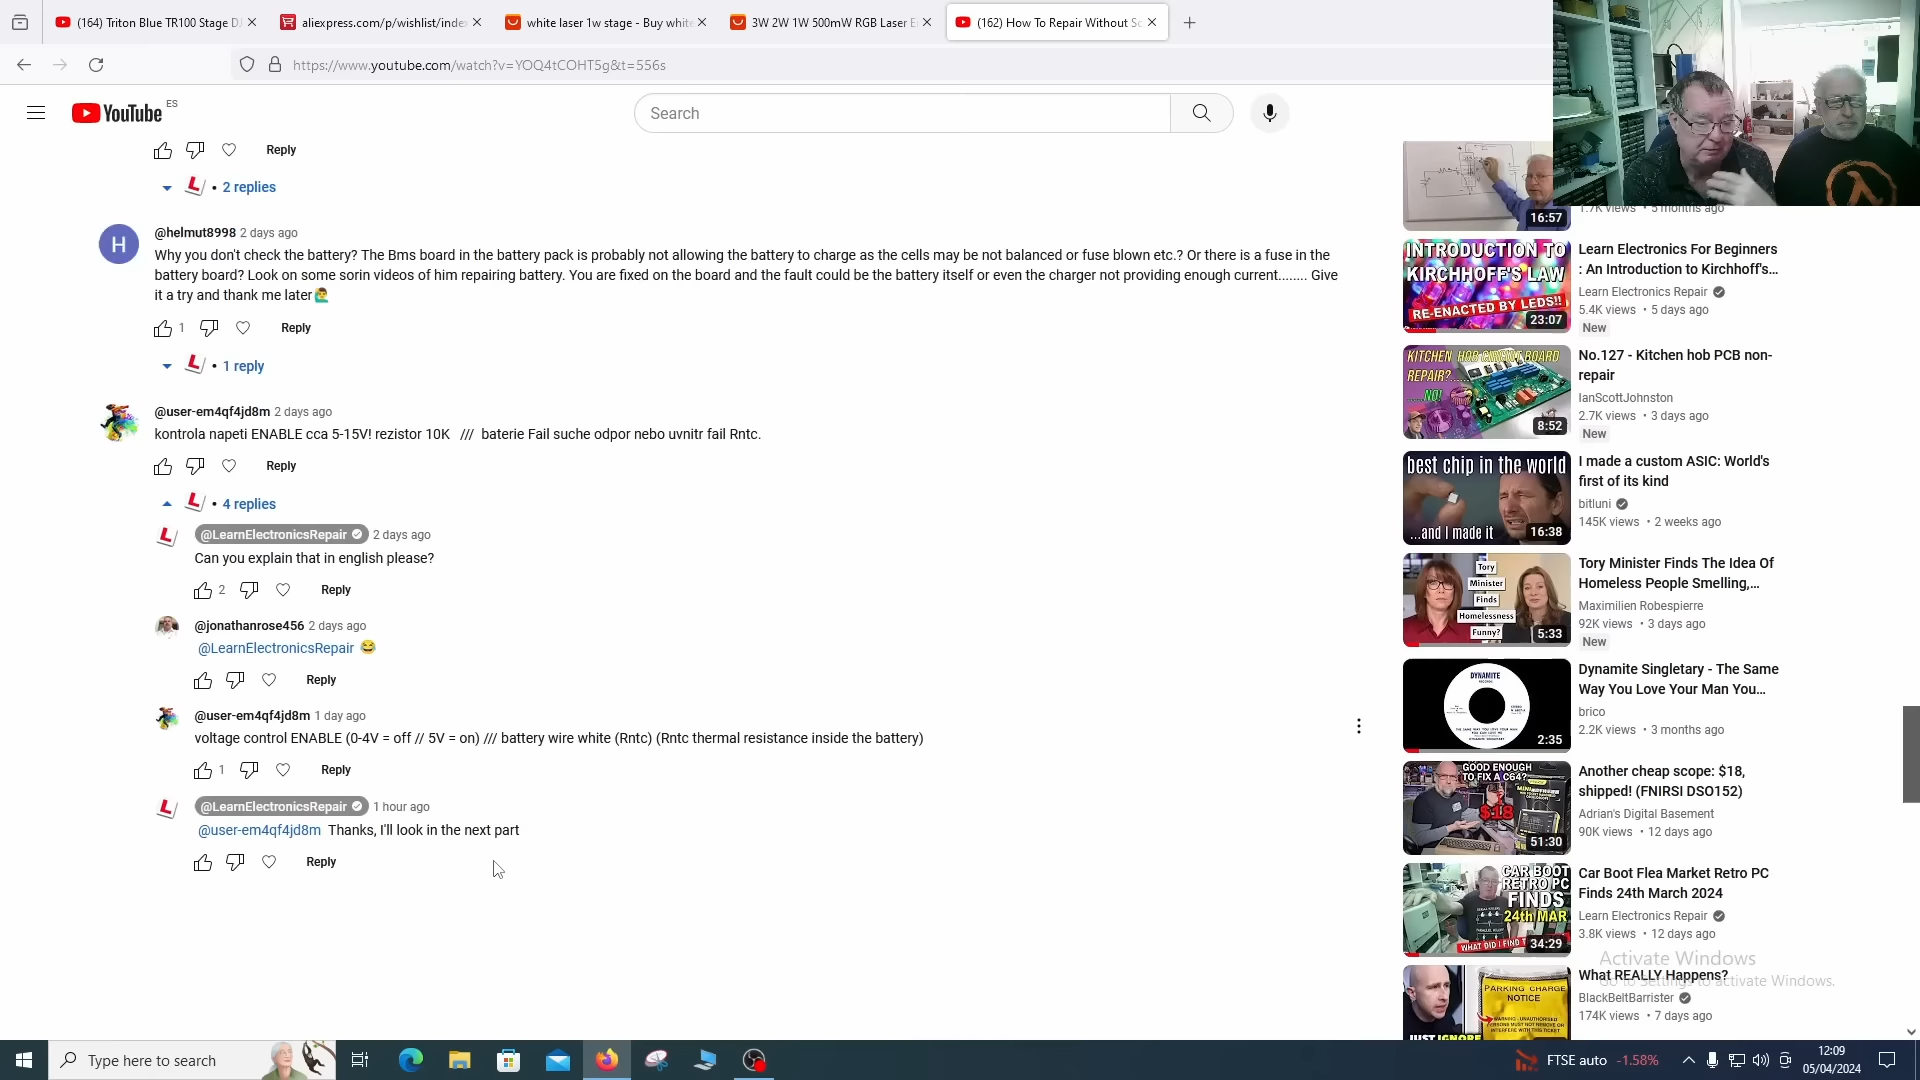 (164) Triton Blue TR100 Stage D
aliexpress.com/p/wishlist/inde
white laser 1w stage - Buy white
3W 2W 1W 500mW RGB Laser E
(162) How To Repair Without Sc
https://www.youtube.com/watch?v=YOQ4tCOHT5g&t=556s
YouTube ES
Search
Reply
2 replies
@helmut8998 2 days ago
Why you don't check the battery? The Bms board in the battery pack is probably not allowing the battery to charge as the cells may be not balanced or fuse blown etc.? Or there is a fuse in the
battery board? Look on some sorin videos of him repairing battery. You are fixed on the board and the fault could be the battery itself or even the charger not providing enough current........ Give
it a try and thank me later🙋‍♂️
1 Reply
1 reply
@user-em4qf4jd8m 2 days ago
kontrola napeti ENABLE cca 5-15V! rezistor 10K /// baterie Fail suche odpor nebo uvnitr fail Rntc.
Reply
4 replies
@LearnElectronicsRepair 2 days ago
Can you explain that in english please?
2 Reply
@jonathanrose456 2 days ago
@LearnElectronicsRepair 😂
Reply
@user-em4qf4jd8m 1 day ago
voltage control ENABLE (0-4V = off // 5V = on) /// battery wire white (Rntc) (Rntc thermal resistance inside the battery)
1 Reply
@LearnElectronicsRepair 1 hour ago
@user-em4qf4jd8m Thanks, I'll look in the next part
Reply
16:57
1.7K views • 5 months ago
INTRODUCTION TO
KIRCHHOFF'S LAW
RE-ENACTED BY LEDS!!
23:07
Learn Electronics For Beginners
: An Introduction to Kirchhoff's...
Learn Electronics Repair
5.4K views • 5 days ago
New
KITCHEN HOB CIRCUIT BOARD
REPAIR?.....
NO!
8:52
No.127 - Kitchen hob PCB non-
repair
IanScottJohnston
2.7K views • 3 days ago
New
best chip in the world
...and I made it
16:38
I made a custom ASIC: World's
first of its kind
bitluni
145K views • 2 weeks ago
Tory
Minister
Finds
Homelessness
Funny?
5:33
Tory Minister Finds The Idea Of
Homeless People Smelling,...
Maximilien Robespierre
92K views • 3 days ago
New
DYNAMITE
2:35
Dynamite Singletary - The Same
Way You Love Your Man You...
brico
2.2K views • 3 months ago
GOOD ENOUGH
TO FIX A C64?
$18
51:30
Another cheap scope: $18,
shipped! (FNIRSI DSO152)
Adrian's Digital Basement
90K views • 12 days ago
CAR BOOT
RETRO PC
FINDS
24th MAR
WHAT DID I FIND
34:29
Car Boot Flea Market Retro PC
Finds 24th March 2024
Learn Electronics Repair
3.8K views • 12 days ago
PARKING CHARGE
NOTICE
JUST IGNORE
What REALLY Happens?
BlackBeltBarrister
174K views • 7 days ago
Activate Windows
Go to Settings to activate Windows.
Type here to search
FTSE auto -1.58%
12:09
05/04/2024